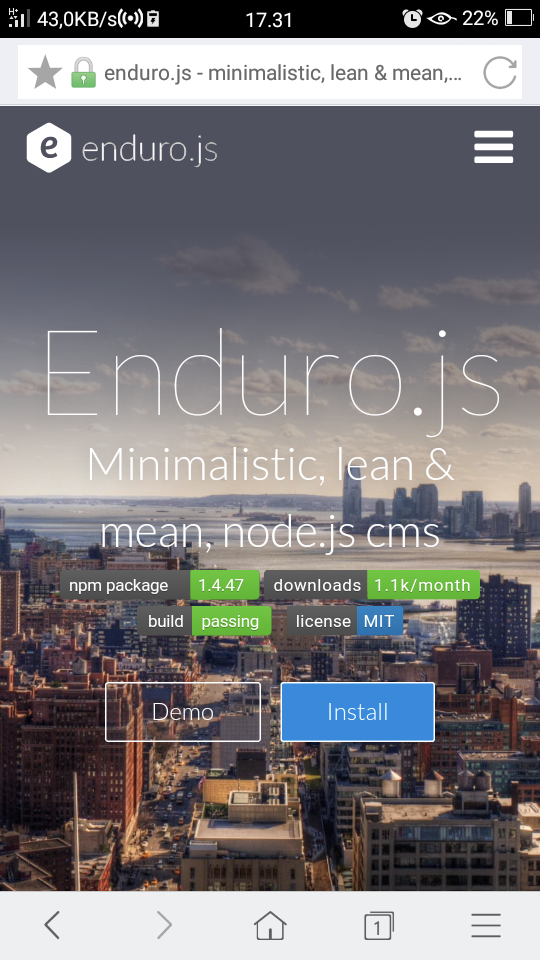 43,0KB/s
17.31
22%
enduro.js - minimalistic, lean & mean,...
e enduro.js
Enduro.js
Minimalistic, lean &
mean, node.js cms
npm package 1.4.47 downloads 1.1k/month
build passing license MIT
Demo Install
1